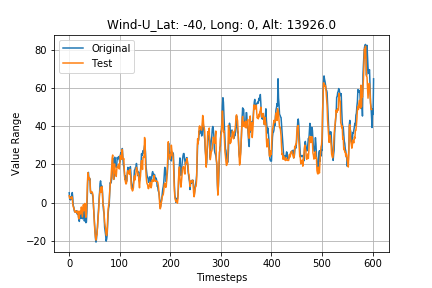 Wind-U_Lat: -40, Long: 0, Alt: 13926.0
Original
Test
Value Range
80
60
40
20
0
−20
0 100 200 300 400 500 600
Timesteps